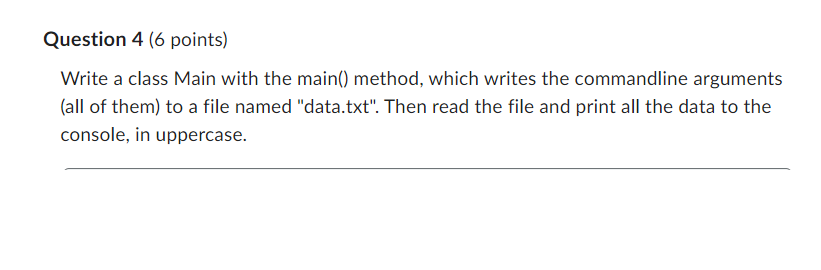 Question 4 (6 points)
Write a class Main with the main() method, which writes the commandline arguments
(all of them) to a file named "data.txt". Then read the file and print all the data to the
console, in uppercase.